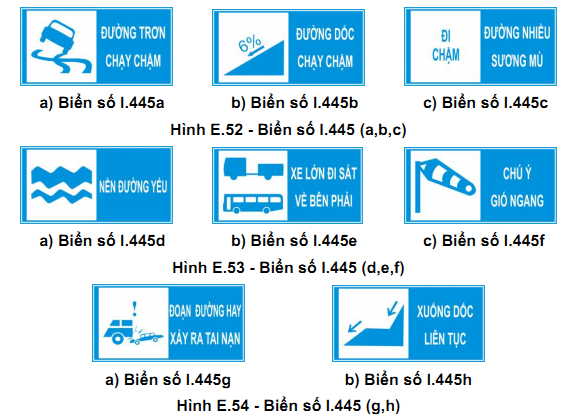 ĐƯỜNG TRƠN
CHẠY CHẬM
6%
ĐƯỜNG DỐC
CHẠY CHẬM
ĐI
CHẬM
ĐƯỜNG NHIỀU
SƯƠNG MÙ
a) Biển số I.445a
b) Biển số I.445b
c) Biển số I.445c
Hình E.52 - Biển số I.445 (a,b,c)
NỀN ĐƯỜNG YẾU
XE LỚN ĐI SÁT
VỀ BÊN PHẢI
CHÚ Ý
GIÓ NGANG
a) Biển số I.445d
b) Biển số I.445e
c) Biển số I.445f
Hình E.53 - Biển số I.445 (d,e,f)
!
ĐOẠN ĐƯỜNG HAY
XẢY RA TAI NẠN
XUỐNG DỐC
LIÊN TỤC
a) Biển số I.445g
b) Biển số I.445h
Hình E.54 - Biển số I.445 (g,h)